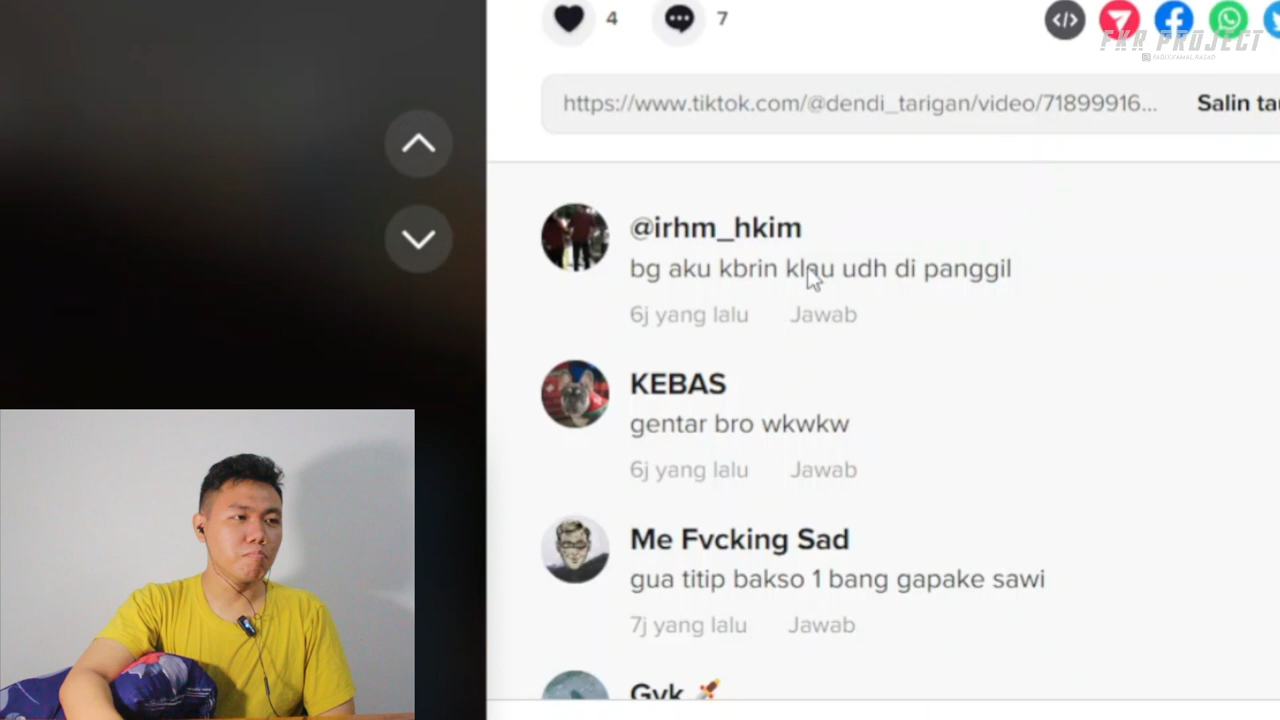 4
7
FKR PROJECT
https://www.tiktok.com/@dendi_tarigan/video/71899916...
Salin tau
@irhm_hkim
bg aku kbrin klau udh di panggil
6j yang lalu
Jawab
KEBAS
gentar bro wkwkw
6j yang lalu
Jawab
Me Fvcking Sad
gua titip bakso 1 bang gapake sawi
7j yang lalu
Jawab
Gvk